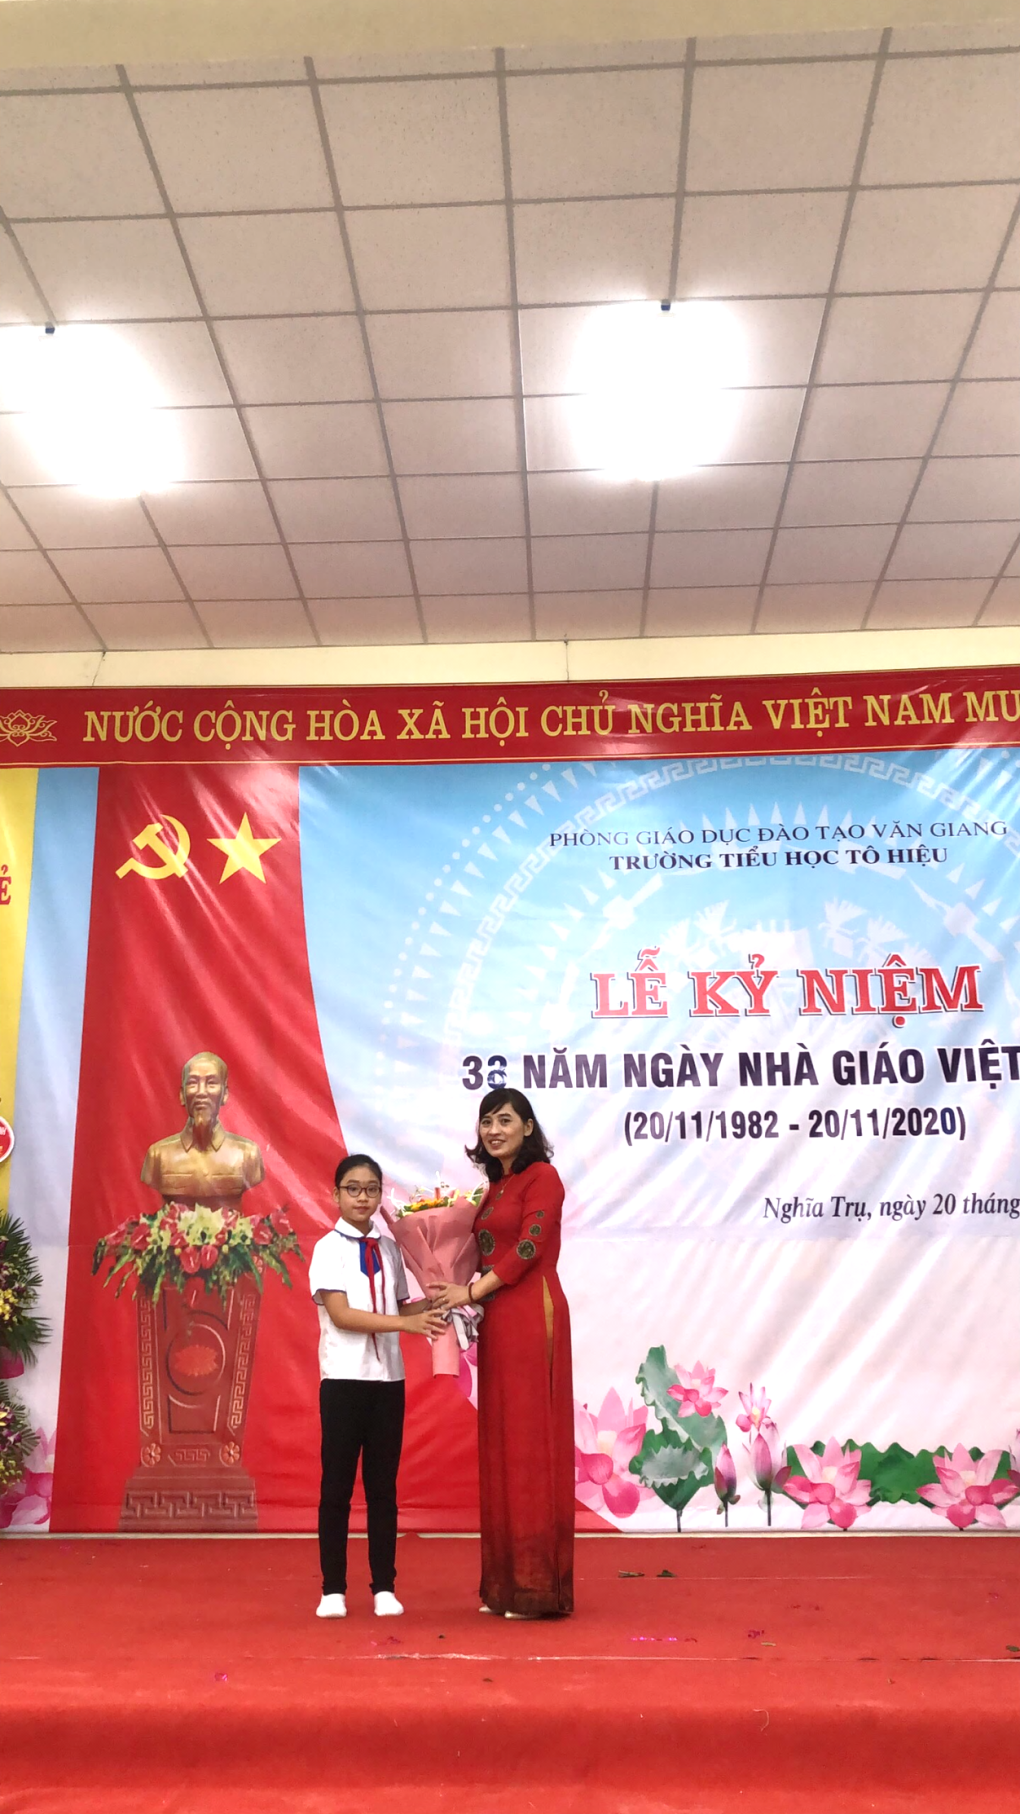 NƯỚC CỘNG HÒA XÃ HỘI CHỦ NGHĨA VIỆT NAM MU
PHÒNG GIÁO DỤC ĐÀO TẠO VĂN GIANG
TRƯỜNG TIỂU HỌC TÔ HIỆU
LỄ KỶ NIỆM
38 NĂM NGÀY NHÀ GIÁO VIỆT
(20/11/1982 - 20/11/2020)
Nghĩa Trụ, ngày 20 tháng